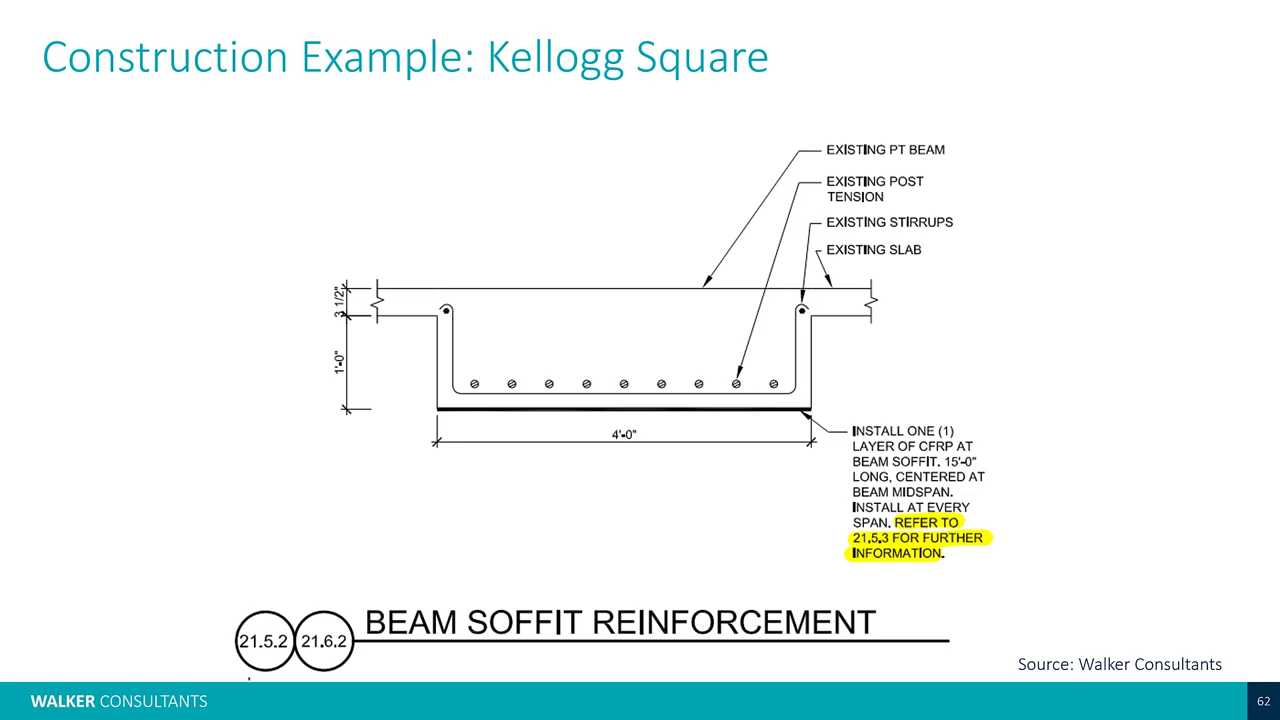 Construction Example: Kellogg Square
EXISTING PT BEAM
EXISTING POST
TENSION
EXISTING STIRRUPS
EXISTING SLAB
3 1/2"
1'-0"
4'-0"
INSTALL ONE (1)
LAYER OF CFRP AT
BEAM SOFFIT. 15'-0"
LONG, CENTERED AT
BEAM MIDSPAN.
INSTALL AT EVERY
SPAN. REFER TO
21.5.3 FOR FURTHER
INFORMATION.
21.5.2 21.6.2 BEAM SOFFIT REINFORCEMENT
Source: Walker Consultants
WALKER CONSULTANTS
62